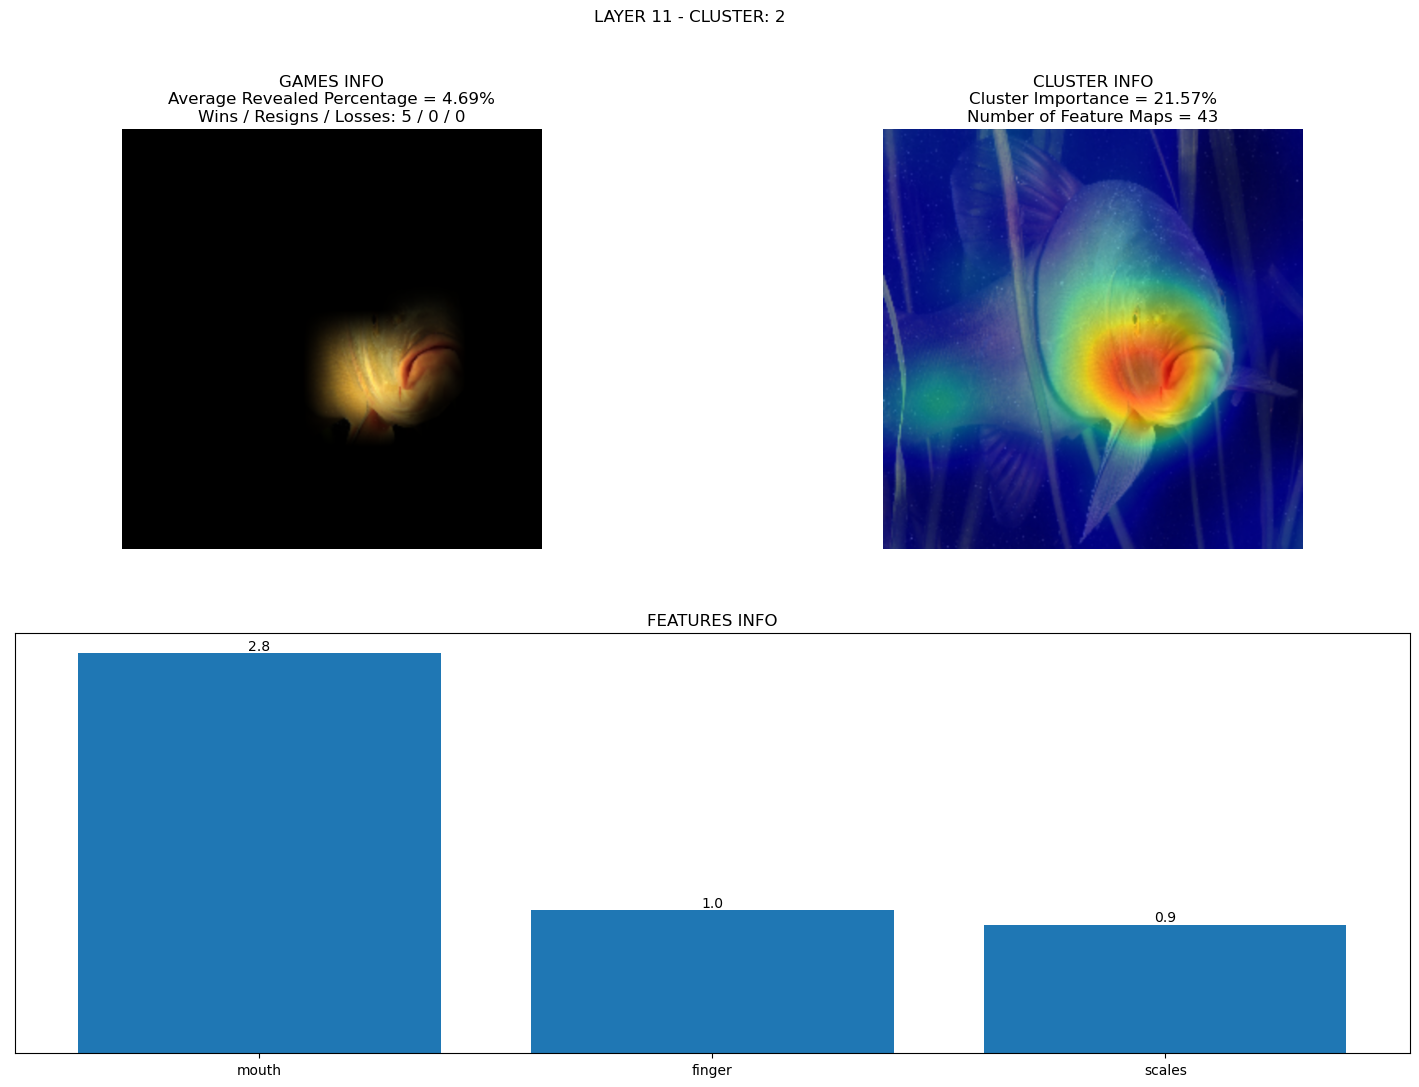 LAYER 11 - CLUSTER: 2
GAMES INFO
Average Revealed Percentage = 4.69%
Wins / Resigns / Losses: 5 / 0 / 0
CLUSTER INFO
Cluster Importance = 21.57%
Number of Feature Maps = 43
FEATURES INFO
2.8
1.0
0.9
mouth
finger
scales